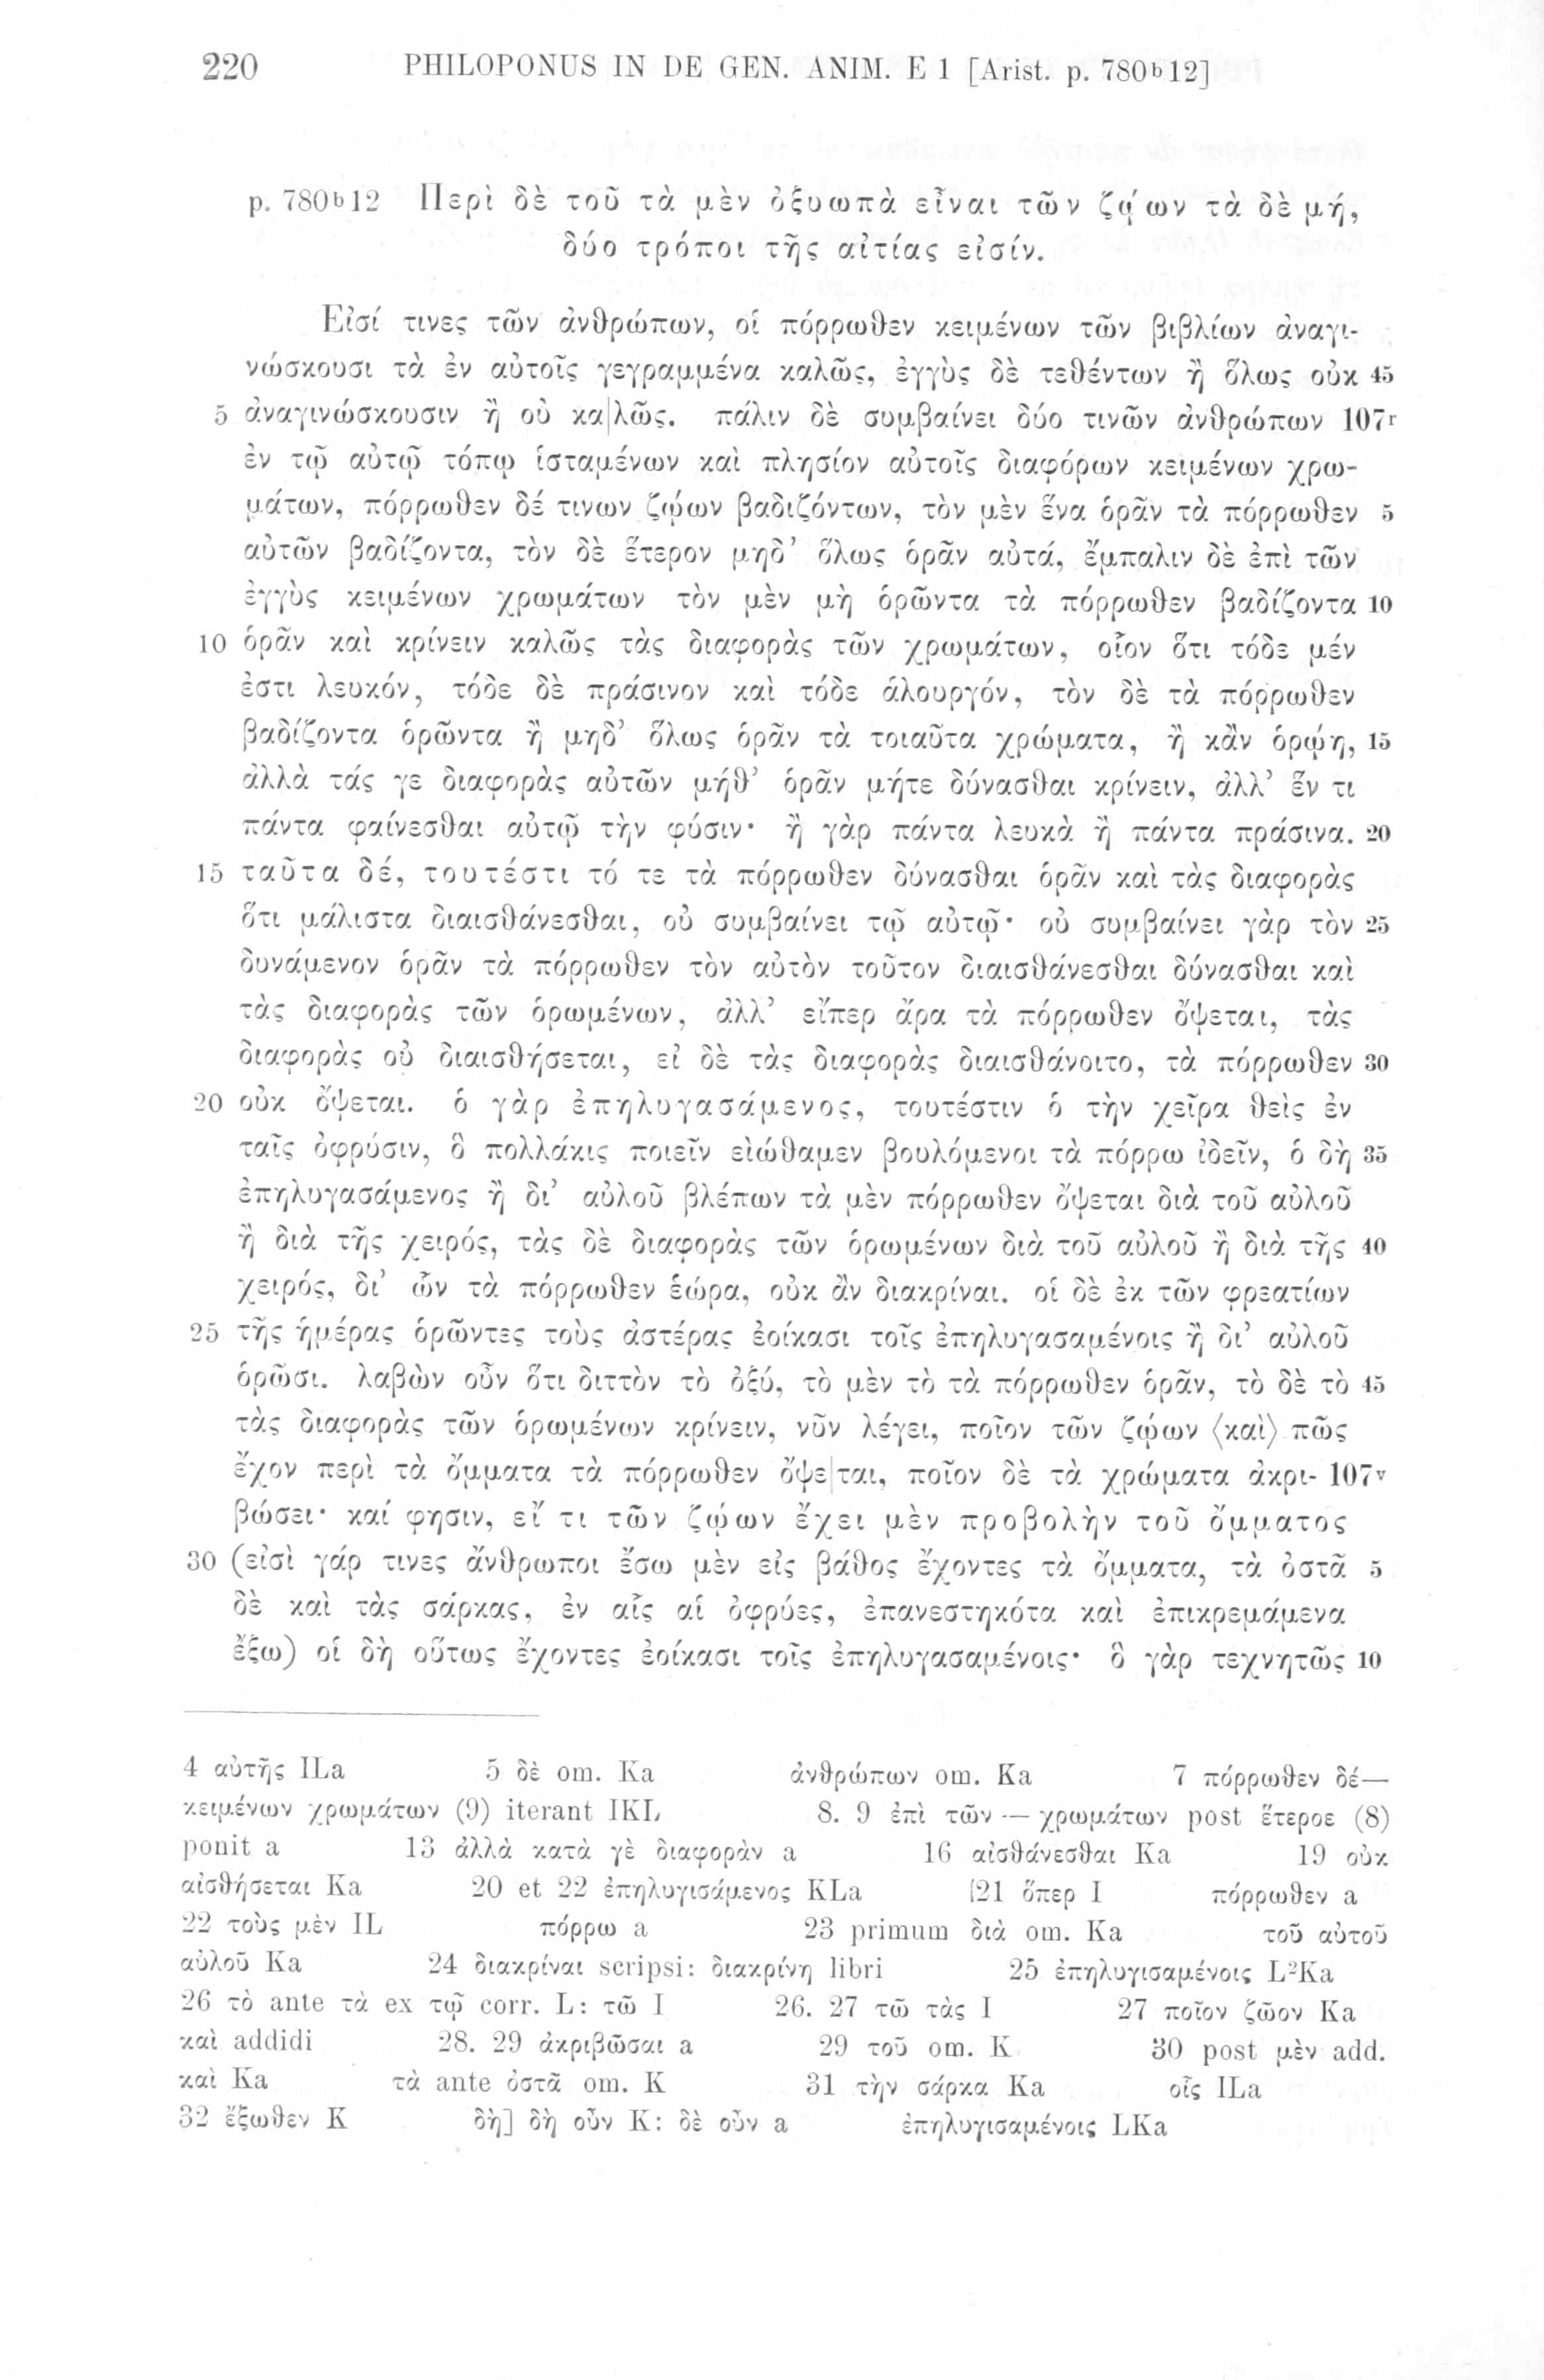 220 PHILOPONUS IN DE GEN. ANIM. E 1 [Arist. p. 780ᵇ12]
p. 780ᵇ12 Περὶ δὲ τοῦ τὰ μὲν ὀξυωπὰ εἶναι τῶν ζῴων τὰ δὲ μή,
δύο τρόποι τῆς αἰτίας εἰσίν.
Εἰσί τινες τῶν ἀνθρώπων, οἳ πόρρωθεν κειμένων τῶν βιβλίων ἀναγι-
νώσκουσι τὰ ἐν αὐτοῖς γεγραμμένα καλῶς, ἐγγὺς δὲ τεθέντων ἢ ὅλως οὐκ 45
5 ἀναγινώσκουσιν ἢ οὐ κα|λῶς. πάλιν δὲ συμβαίνει δύο τινῶν ἀνθρώπων 107ʳ
ἐν τῷ αὐτῷ τόπῳ ἱσταμένων καὶ πλησίον αὐτοῖς διαφόρων κειμένων χρω-
μάτων, πόρρωθεν δέ τινων ζῴων βαδιζόντων, τὸν μὲν ἕνα ὁρᾶν τὰ πόρρωθεν 5
αὐτῶν βαδίζοντα, τὸν δὲ ἕτερον μηδ' ὅλως ὁρᾶν αὐτά, ἔμπαλιν δὲ ἐπὶ τῶν
ἐγγὺς κειμένων χρωμάτων τὸν μὲν μὴ ὁρῶντα τὰ πόρρωθεν βαδίζοντα 10
10 ὁρᾶν καὶ κρίνειν καλῶς τὰς διαφορὰς τῶν χρωμάτων, οἷον ὅτι τόδε μέν
ἐστι λευκόν, τόδε δὲ πράσινον καὶ τόδε ἁλουργόν, τὸν δὲ τὰ πόρρωθεν
βαδίζοντα ὁρῶντα ἢ μηδ' ὅλως ὁρᾶν τὰ τοιαῦτα χρώματα, ἢ κἂν ὁρῴη, 15
ἀλλὰ τάς γε διαφορὰς αὐτῶν μήθ' ὁρᾶν μήτε δύνασθαι κρίνειν, ἀλλ' ἕν τι
πάντα φαίνεσθαι αὐτῷ τὴν φύσιν· ἢ γὰρ πάντα λευκὰ ἢ πάντα πράσινα. 20
15 ταῦτα δέ, τουτέστι τό τε τὰ πόρρωθεν δύνασθαι ὁρᾶν καὶ τὰς διαφορὰς
ὅτι μάλιστα διαισθάνεσθαι, οὐ συμβαίνει τῷ αὐτῷ· οὐ συμβαίνει γὰρ τὸν 25
δυνάμενον ὁρᾶν τὰ πόρρωθεν τὸν αὐτὸν τοῦτον διαισθάνεσθαι δύνασθαι καὶ
τὰς διαφορὰς τῶν ὁρωμένων, ἀλλ' εἴπερ ἄρα τὰ πόρρωθεν ὄψεται, τὰς
διαφορὰς οὐ διαισθήσεται, εἰ δὲ τὰς διαφορὰς διαισθάνοιτο, τὰ πόρρωθεν 30
20 οὐκ ὄψεται. ὁ γὰρ ἐπηλυγασάμενος, τουτέστιν ὁ τὴν χεῖρα θεὶς ἐν
ταῖς ὀφρύσιν, ὃ πολλάκις ποιεῖν εἰώθαμεν βουλόμενοι τὰ πόρρω ἰδεῖν, ὁ δὴ 35
ἐπηλυγασάμενος ἢ δι' αὐλοῦ βλέπων τὰ μὲν πόρρωθεν ὄψεται διὰ τοῦ αὐλοῦ
ἢ διὰ τῆς χειρός, τὰς δὲ διαφορὰς τῶν ὁρωμένων διὰ τοῦ αὐλοῦ ἢ διὰ τῆς 40
χειρός, δι' ὧν τὰ πόρρωθεν ἑώρα, οὐκ ἂν διακρίναι. οἱ δὲ ἐκ τῶν φρεατίων
25 τῆς ἡμέρας ὁρῶντες τοὺς ἀστέρας ἐοίκασι τοῖς ἐπηλυγασαμένοις ἢ δι' αὐλοῦ
ὁρῶσι. λαβὼν οὖν ὅτι διττὸν τὸ ὀξύ, τὸ μὲν τὸ τὰ πόρρωθεν ὁρᾶν, τὸ δὲ τὸ 45
τὰς διαφορὰς τῶν ὁρωμένων κρίνειν, νῦν λέγει, ποῖον τῶν ζῴων ⟨καὶ⟩ πῶς
ἔχον περὶ τὰ ὄμματα τὰ πόρρωθεν ὄψε|ται, ποῖον δὲ τὰ χρώματα ἀκρι- 107ᵛ
βώσει· καί φησιν, εἴ τι τῶν ζῴων ἔχει μὲν προβολὴν τοῦ ὄμματος
30 (εἰσὶ γάρ τινες ἄνθρωποι ἔσω μὲν εἰς βάθος ἔχοντες τὰ ὄμματα, τὰ ὀστᾶ 5
δὲ καὶ τὰς σάρκας, ἐν αἷς αἱ ὀφρύες, ἐπανεστηκότα καὶ ἐπικρεμάμενα
ἔξω) οἱ δὴ οὕτως ἔχοντες ἐοίκασι τοῖς ἐπηλυγασαμένοις· ὃ γὰρ τεχνητῶς 10
4 αὐτῆς ILa 5 δὲ om. Ka ἀνθρώπων om. Ka 7 πόρρωθεν δέ—
κειμένων χρωμάτων (9) iterant IKL 8. 9 ἐπὶ τῶν — χρωμάτων post ἕτεροε (8)
ponit a 13 ἀλλὰ κατὰ γὲ διαφορὰν a 16 αἰσθάνεσθαι Ka 19 οὐκ
αἰσθήσεται Ka 20 et 22 ἐπηλυγισάμενος KLa [21 ὅπερ I πόρρωθεν a
22 τοὺς μὲν IL πόρρω a 23 primum διὰ om. Ka τοῦ αὐτοῦ
αὐλοῦ Ka 24 διακρίναι scripsi: διακρίνη libri 25 ἐπηλυγισαμένοις L²Ka
26 τὸ ante τὰ ex τῷ corr. L: τῶ I 26. 27 τῶ τὰς I 27 ποῖον ζῶον Ka
καὶ addidi 28. 29 ἀκριβῶσαι a 29 τοῦ om. K 30 post μὲν add.
καὶ Ka τὰ ante ὀστᾶ om. K 31 τὴν σάρκα Ka οἷς ILa
32 ἔξωθεν K δὴ] δὴ οὖν K: δὲ οὖν a ἐπηλυγισαμένοις LKa